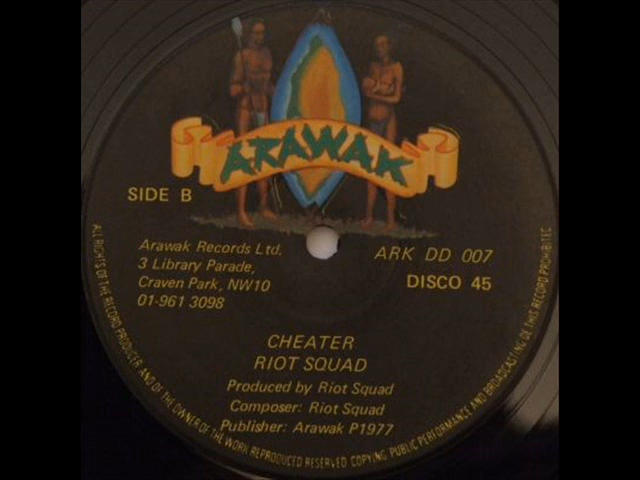 ARAWAK
SIDE B
Arawak Records Ltd.
3 Library Parade,
Craven Park, NW10
01-961 3098
ARK DD 007
DISCO 45
CHEATER
RIOT SQUAD
Produced by Riot Squad
Composer: Riot Squad
Publisher: Arawak P1977
ALL RIGHTS OF THE RECORD PRODUCER AND OF THE OWNER OF THE WORK REPRODUCED RESERVED COPYING PUBLIC PERFORMANCE AND BROADCASTING OF THIS RECORD PROHIBITE